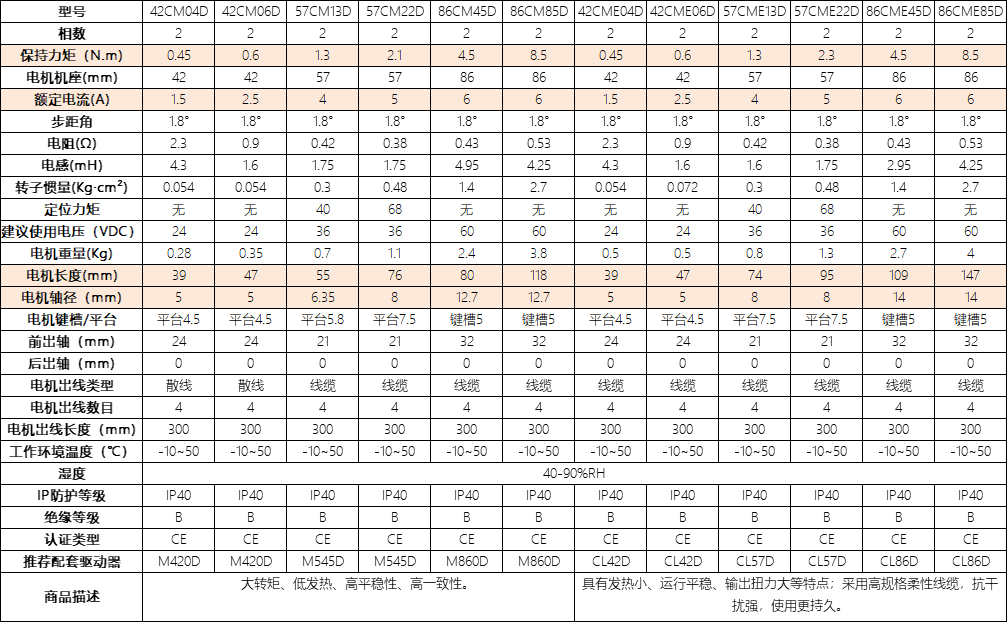 型号 42CM04D 42CM06D 57CM13D 57CM22D 86CM45D 86CM85D 42CME04D 42CME06D 57CME13D 57CME22D 86CME45D 86CME85D
相数 2 2 2 2 2 2 2 2 2 2 2 2
保持力矩（N.m) 0.45 0.6 1.3 2.1 4.5 8.5 0.45 0.6 1.3 2.3 4.5 8.5
电机机座(mm) 42 42 57 57 86 86 42 42 57 57 86 86
额定电流(A) 1.5 2.5 4 5 6 6 1.5 2.5 4 5 6 6
步距角 1.8° 1.8° 1.8° 1.8° 1.8° 1.8° 1.8° 1.8° 1.8° 1.8° 1.8° 1.8°
电阻(Ω) 2.3 0.9 0.42 0.38 0.43 0.53 2.3 0.9 0.42 0.38 0.43 0.53
电感(mH) 4.3 1.6 1.75 1.75 4.95 4.25 4.3 1.6 1.6 1.75 2.95 4.25
转子惯量(Kg·cm²) 0.054 0.054 0.3 0.48 1.4 2.7 0.054 0.072 0.3 0.48 1.4 2.7
定位力矩 无 无 40 68 无 无 无 无 40 68 无 无
建议使用电压（VDC） 24 24 36 36 60 60 24 24 36 36 60 60
电机重量(Kg) 0.28 0.35 0.7 1.1 2.4 3.8 0.5 0.5 0.8 1.3 2.7 4
电机长度(mm) 39 47 55 76 80 118 39 47 74 95 109 147
电机轴径（mm) 5 5 6.35 8 12.7 12.7 5 5 8 8 14 14
电机键槽/平台 平台4.5 平台4.5 平台5.8 平台7.5 键槽5 键槽5 平台4.5 平台4.5 平台7.5 平台7.5 键槽5 键槽5
前出轴（mm) 24 24 21 21 32 32 24 24 21 21 32 32
后出轴（mm) 0 0 0 0 0 0 0 0 0 0 0 0
电机出线类型 散线 散线 线缆 线缆 线缆 线缆 线缆 线缆 线缆 线缆 线缆 线缆
电机出线数目 4 4 4 4 4 4 4 4 4 4 4 4
电机出线长度（mm) 300 300 300 300 300 300 300 300 300 300 300 300
工作环境温度（℃） -10~50 -10~50 -10~50 -10~50 -10~50 -10~50 -10~50 -10~50 -10~50 -10~50 -10~50 -10~50
湿度 40-90%RH
IP防护等级 IP40 IP40 IP40 IP40 IP40 IP40 IP40 IP40 IP40 IP40 IP40 IP40
绝缘等级 B B B B B B B B B B B B
认证类型 CE CE CE CE CE CE CE CE CE CE CE CE
推荐配套驱动器 M420D M420D M545D M545D M860D M860D CL42D CL42D CL57D CL57D CL86D CL86D
商品描述 大转矩、低发热、高平稳性、高一致性。 具有发热小、运行平稳、输出扭力大等特点；采用高规格柔性线缆，抗干
扰强，使用更持久。